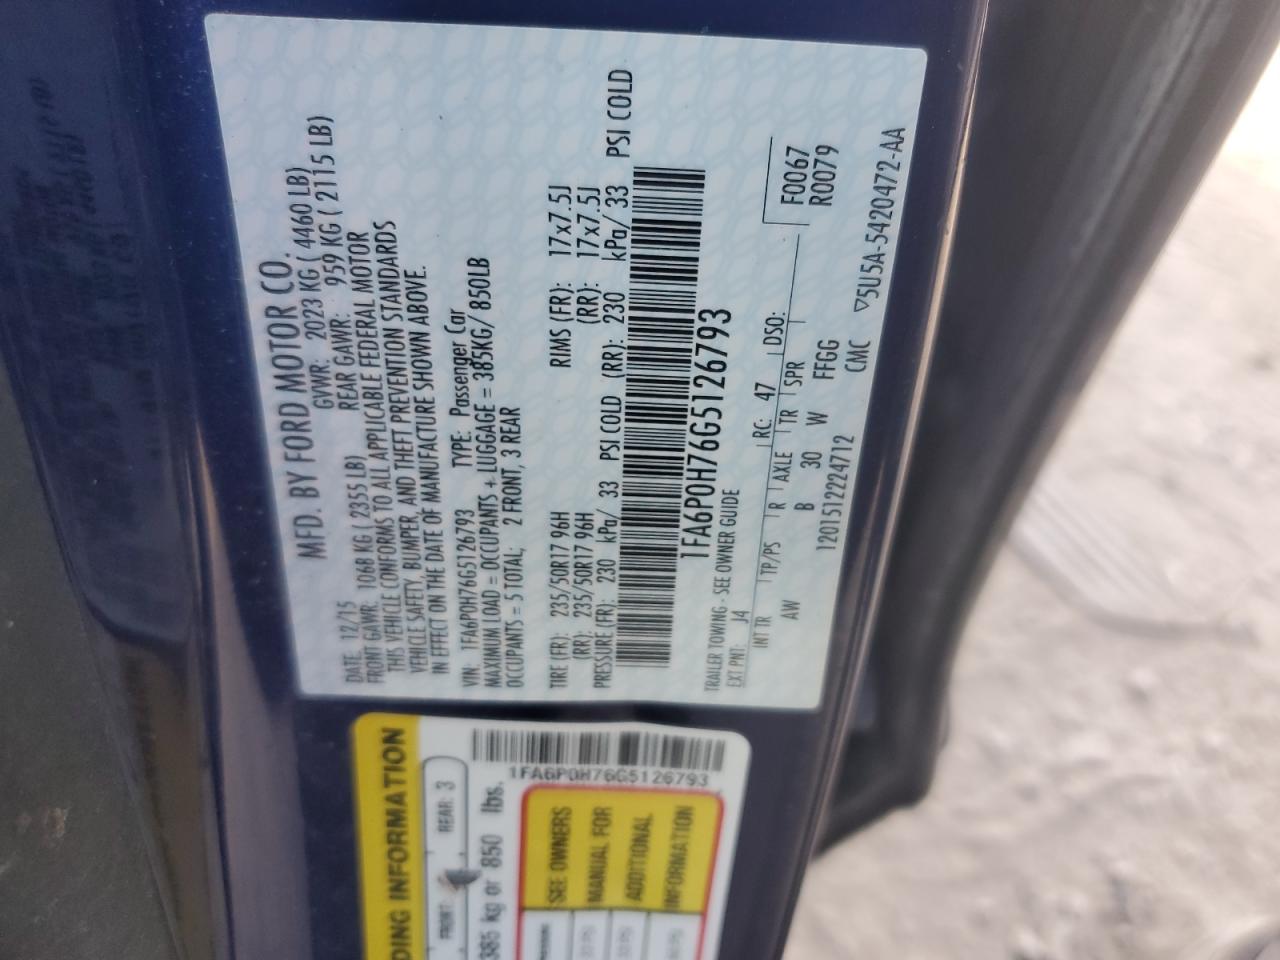 MFD. BY FORD MOTOR CO.
DATE: 12/15 GVWR: 2023 KG ( 4460 LB)
FRONT GAWR: 1068 KG ( 2355 LB) REAR GAWR: 959 KG ( 2115 LB)
THIS VEHICLE CONFORMS TO ALL APPLICABLE FEDERAL MOTOR
VEHICLE SAFETY, BUMPER, AND THEFT PREVENTION STANDARDS
IN EFFECT ON THE DATE OF MANUFACTURE SHOWN ABOVE.
VIN: 1FA6P0H76G5126793 TYPE: Passenger Car
MAXIMUM LOAD = OCCUPANTS + LUGGAGE = 385KG/ 850LB
OCCUPANTS = 5 TOTAL; 2 FRONT, 3 REAR
TIRE (FR): 235/50R17 96H RIMS (FR): 17x7.5J
(RR): 235/50R17 96H (RR): 17x7.5J
PRESSURE (FR): 230 kPa/ 33 PSI COLD (RR): 230 kPa/ 33 PSI COLD
1FA6P0H76G5126793
TRAILER TOWING - SEE OWNER GUIDE
EXT PNT: J4 RC: 47 DSO:
INT TR TP/PS R AXLE TR SPR
AW B 30 W FFGG
F0067
R0079
1201512224712 CMC
▽5U5A-5420472-AA
DING INFORMATION
FRONT: REAR: 3
385 kg or 850 lbs.
1FA6P0H76G5126793
SEE OWNERS
MANUAL FOR
ADDITIONAL
INFORMATION